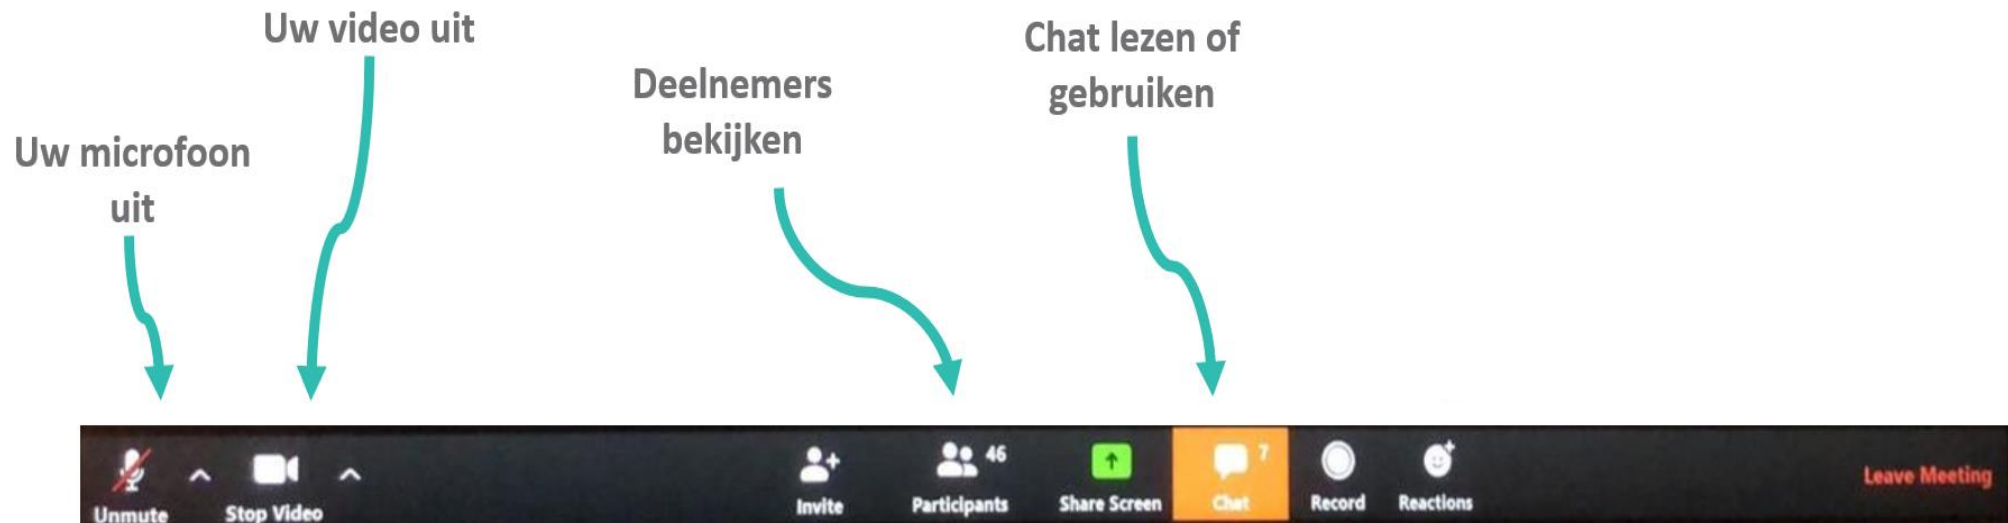 Uw video uit
Chat lezen of
gebruiken
Deelnemers
bekijken
Uw microfoon
uit
46
7
Unmute
Stop Video
Invite
Participants
Share Screen
Chat
Record
Reactions
Leave Meeting